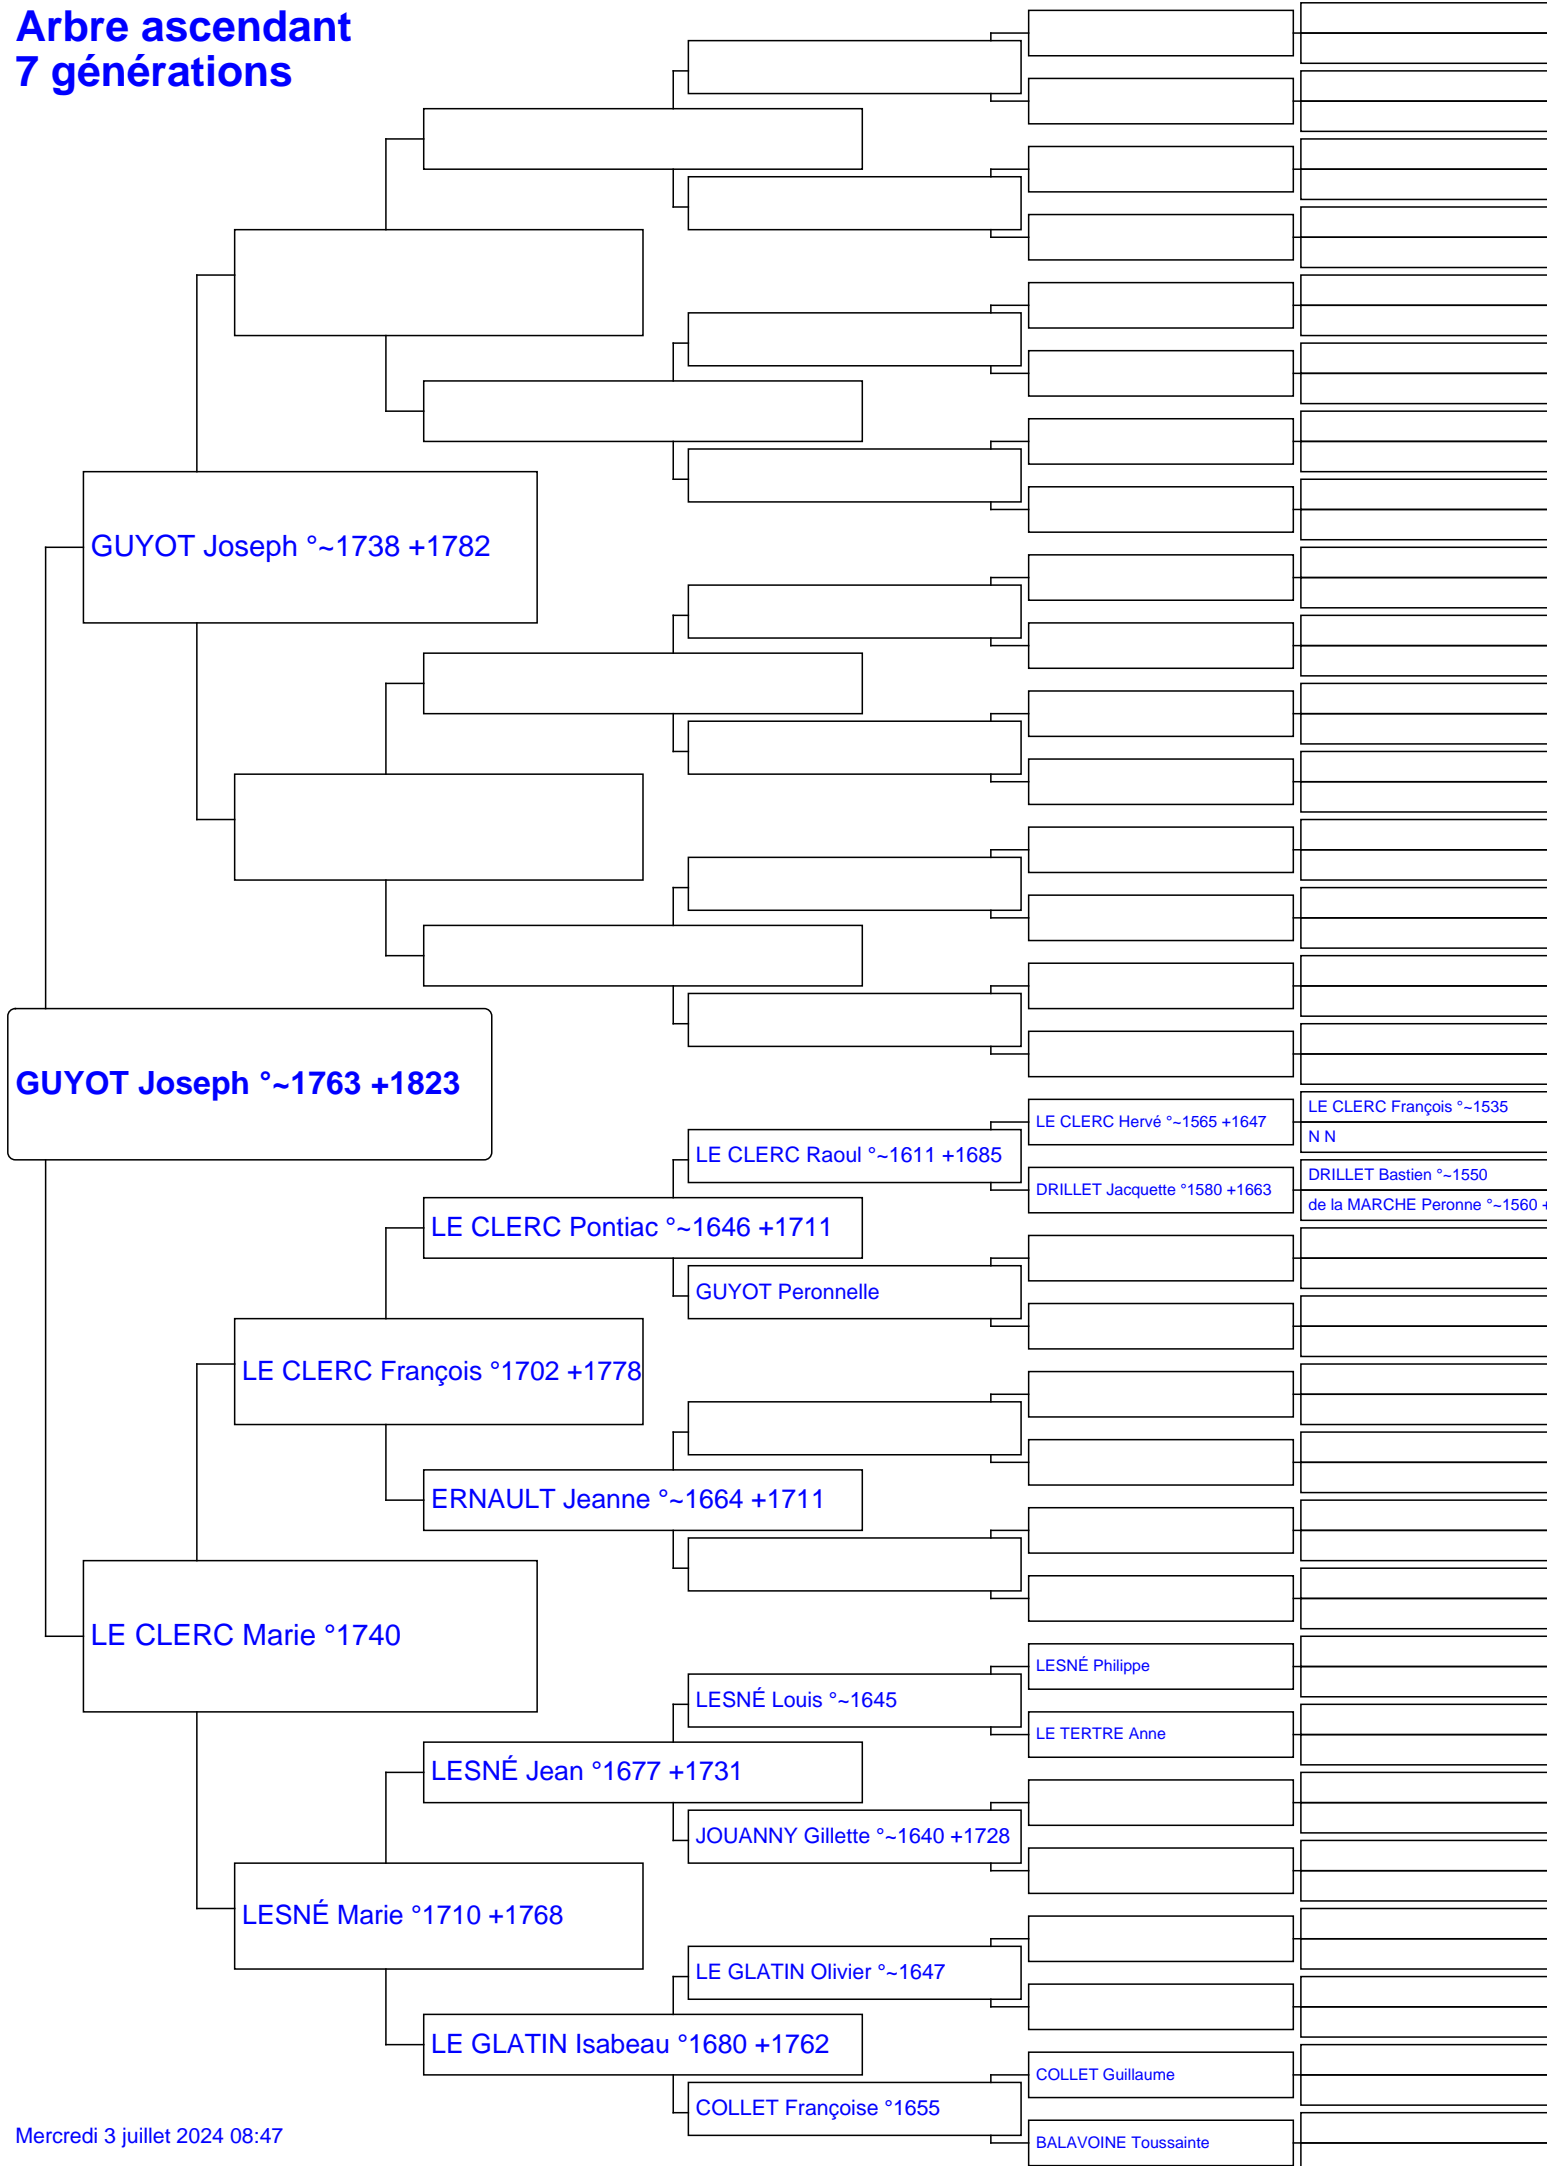 Arbre ascendant
7 générations
GUYOT Joseph °~1738 +1782
GUYOT Joseph °~1763 +1823
LE CLERC Hervé °~1565 +1647
LE CLERC François °~1535
N N
LE CLERC Raoul °~1611 +1685
DRILLET Jacquette °1580 +1663
DRILLET Bastien °~1550
de la MARCHE Peronne °~1560 +
LE CLERC Pontiac °~1646 +1711
GUYOT Peronnelle
LE CLERC François °1702 +1778
ERNAULT Jeanne °~1664 +1711
LE CLERC Marie °1740
LESNÉ Philippe
LESNÉ Louis °~1645
LE TERTRE Anne
LESNÉ Jean °1677 +1731
JOUANNY Gillette °~1640 +1728
LESNÉ Marie °1710 +1768
LE GLATIN Olivier °~1647
LE GLATIN Isabeau °1680 +1762
COLLET Guillaume
COLLET Françoise °1655
BALAVOINE Toussainte
Mercredi 3 juillet 2024 08:47